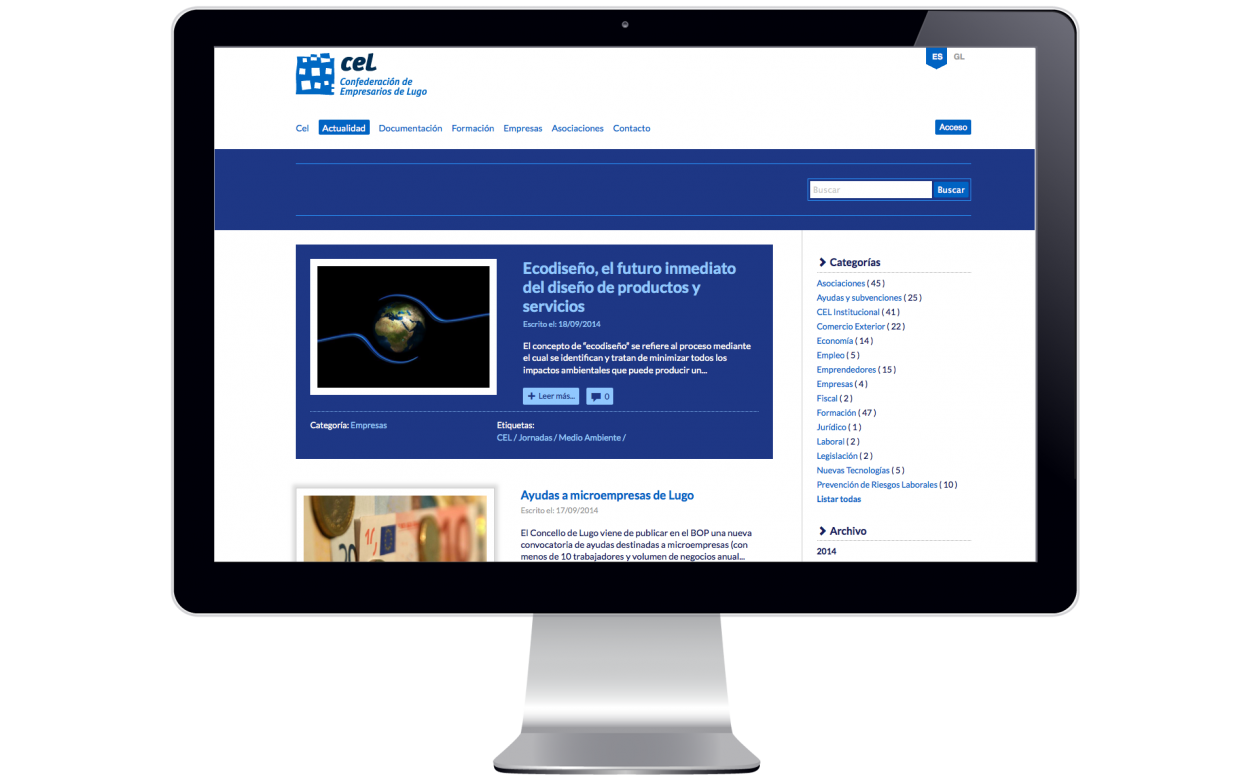 cel
Confederación de
Empresarios de Lugo
ES GL
Cel Actualidad Documentación Formación Empresas Asociaciones Contacto
Acceso
Buscar Buscar
Ecodiseño, el futuro inmediato
del diseño de productos y
servicios
Escrito el: 18/09/2014
El concepto de “ecodiseño” se refiere al proceso mediante
el cual se identifican y tratan de minimizar todos los
impactos ambientales que puede producir un...
+ Leer más... 0
Categoría: Empresas
Etiquetas:
CEL / Jornadas / Medio Ambiente /
Ayudas a microempresas de Lugo
Escrito el: 17/09/2014
El Concello de Lugo viene de publicar en el BOP una nueva
convocatoria de ayudas destinadas a microempresas (con
menos de 10 trabajadores y volumen de negocios anual...
Categorías
Asociaciones ( 45 )
Ayudas y subvenciones ( 25 )
CEL Institucional ( 41 )
Comercio Exterior ( 22 )
Economía ( 14 )
Empleo ( 5 )
Emprendedores ( 15 )
Empresas ( 4 )
Fiscal ( 2 )
Formación ( 47 )
Jurídico ( 1 )
Laboral ( 2 )
Legislación ( 2 )
Nuevas Tecnologías ( 5 )
Prevención de Riesgos Laborales ( 10 )
Listar todas
Archivo
2014